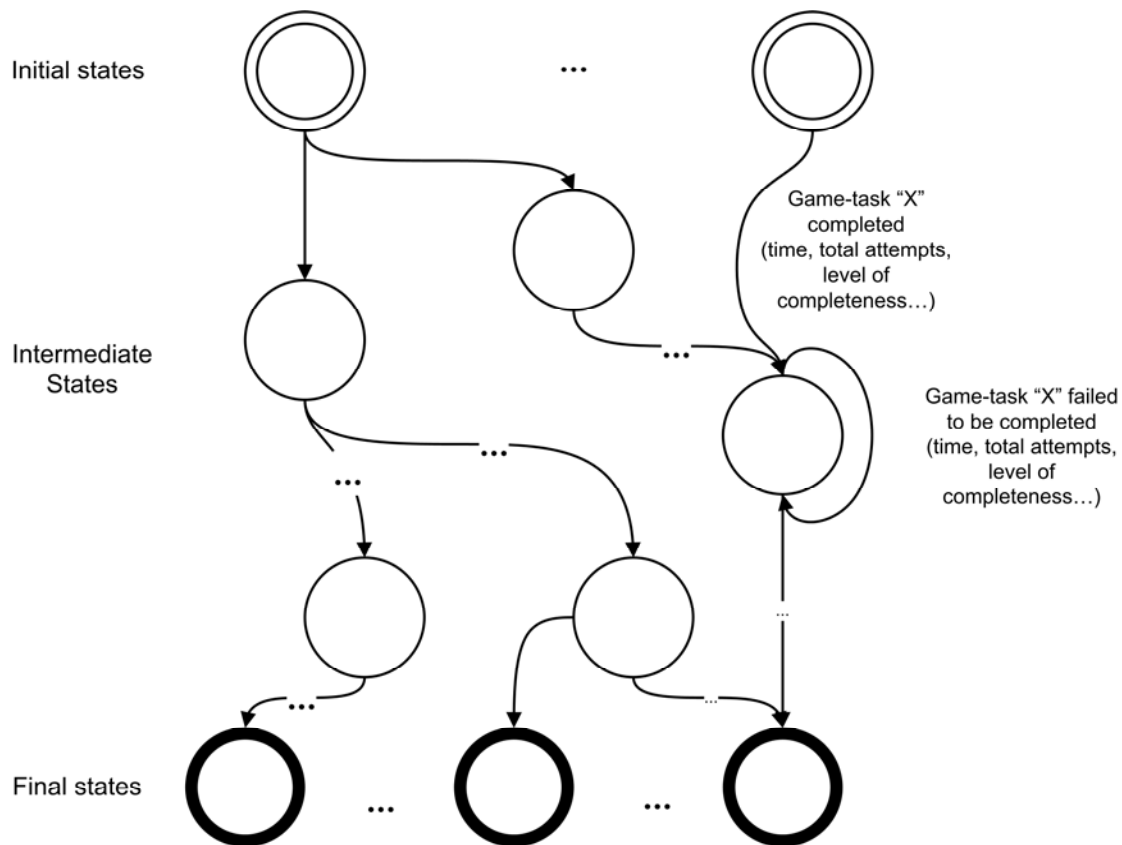 Initial states
...
Game-task “X”
completed
(time, total attempts,
level of
completeness…)
...
Intermediate
States
Game-task “X” failed
to be completed
(time, total attempts,
level of
completeness…)
...
...
...
...
...
Final states
...
...